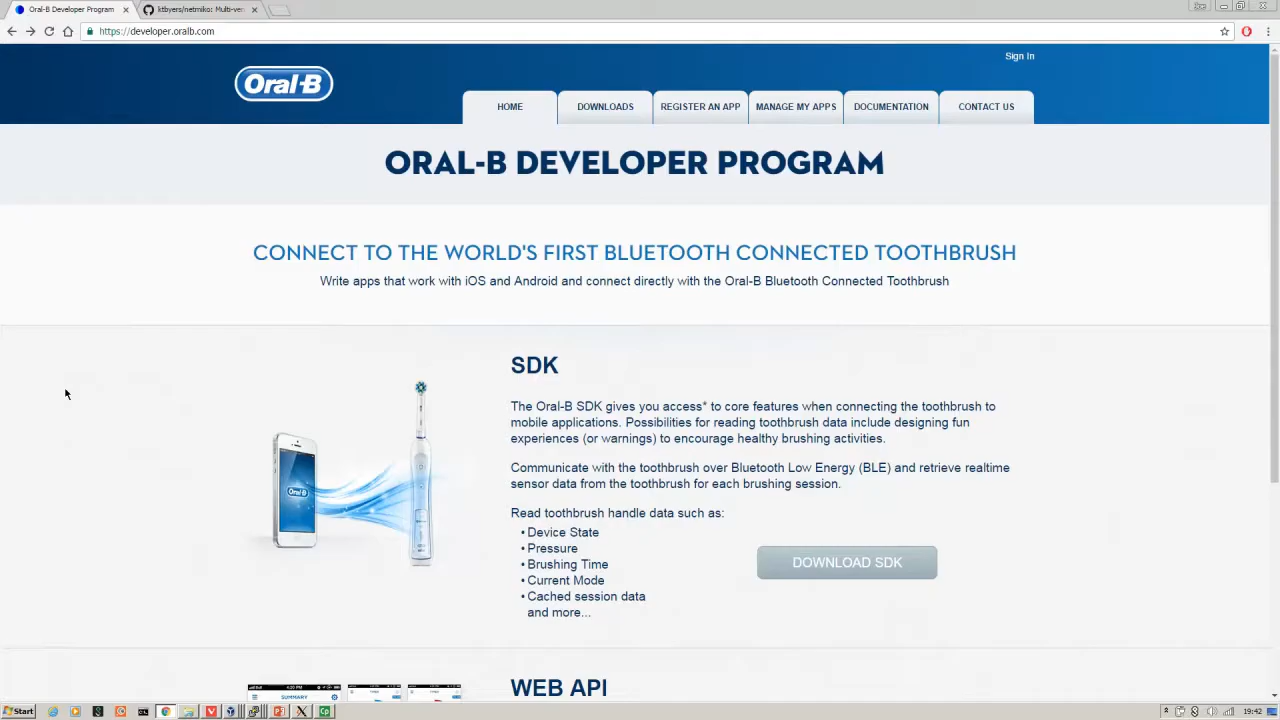 Oral-B Developer Program
ktbyers/netmiko: Multi-ven
https://developer.oralb.com
Sign In
Oral-B
HOME
DOWNLOADS
REGISTER AN APP
MANAGE MY APPS
DOCUMENTATION
CONTACT US
ORAL-B DEVELOPER PROGRAM
CONNECT TO THE WORLD'S FIRST BLUETOOTH CONNECTED TOOTHBRUSH
Write apps that work with iOS and Android and connect directly with the Oral-B Bluetooth Connected Toothbrush
SDK
The Oral-B SDK gives you access* to core features when connecting the toothbrush to
mobile applications. Possibilities for reading toothbrush data include designing fun
experiences (or warnings) to encourage healthy brushing activities.
Communicate with the toothbrush over Bluetooth Low Energy (BLE) and retrieve realtime
sensor data from the toothbrush for each brushing session.
Read toothbrush handle data such as:
• Device State
• Pressure
• Brushing Time
• Current Mode
• Cached session data
and more...
DOWNLOAD SDK
Oral-B
4:20 PM
SUMMARY
WEB API
Start
19:42